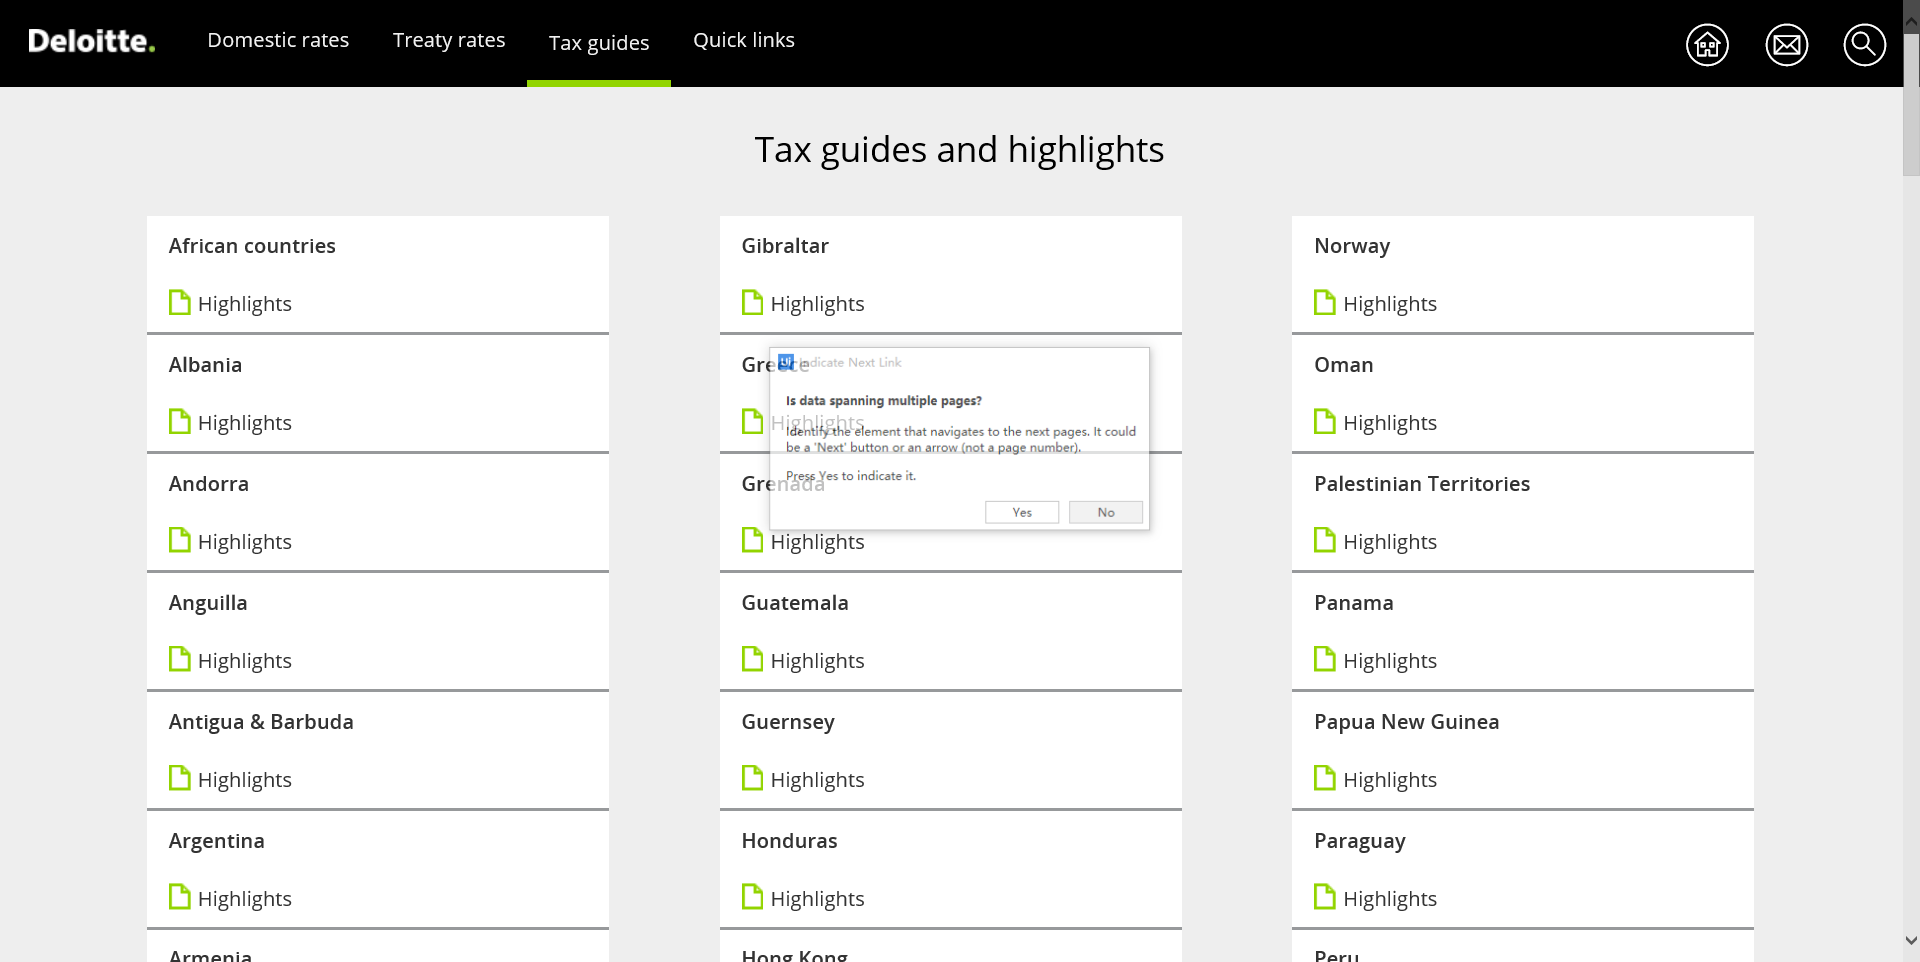 Deloitte.
Domestic rates
Treaty rates
Tax guides
Quick links
Tax guides and highlights
African countries
Highlights
Albania
Highlights
Andorra
Highlights
Anguilla
Highlights
Antigua & Barbuda
Highlights
Argentina
Highlights
Armenia
Gibraltar
Highlights
Greece
Highlights
Grenada
Highlights
Guatemala
Highlights
Guernsey
Highlights
Honduras
Highlights
Hong Kong
Norway
Highlights
Oman
Highlights
Palestinian Territories
Highlights
Panama
Highlights
Papua New Guinea
Highlights
Paraguay
Highlights
Peru
Ui Indicate Next Link
Is data spanning multiple pages?
Identify the element that navigates to the next pages. It could
be a 'Next' button or an arrow (not a page number).
Press Yes to indicate it.
Yes
No